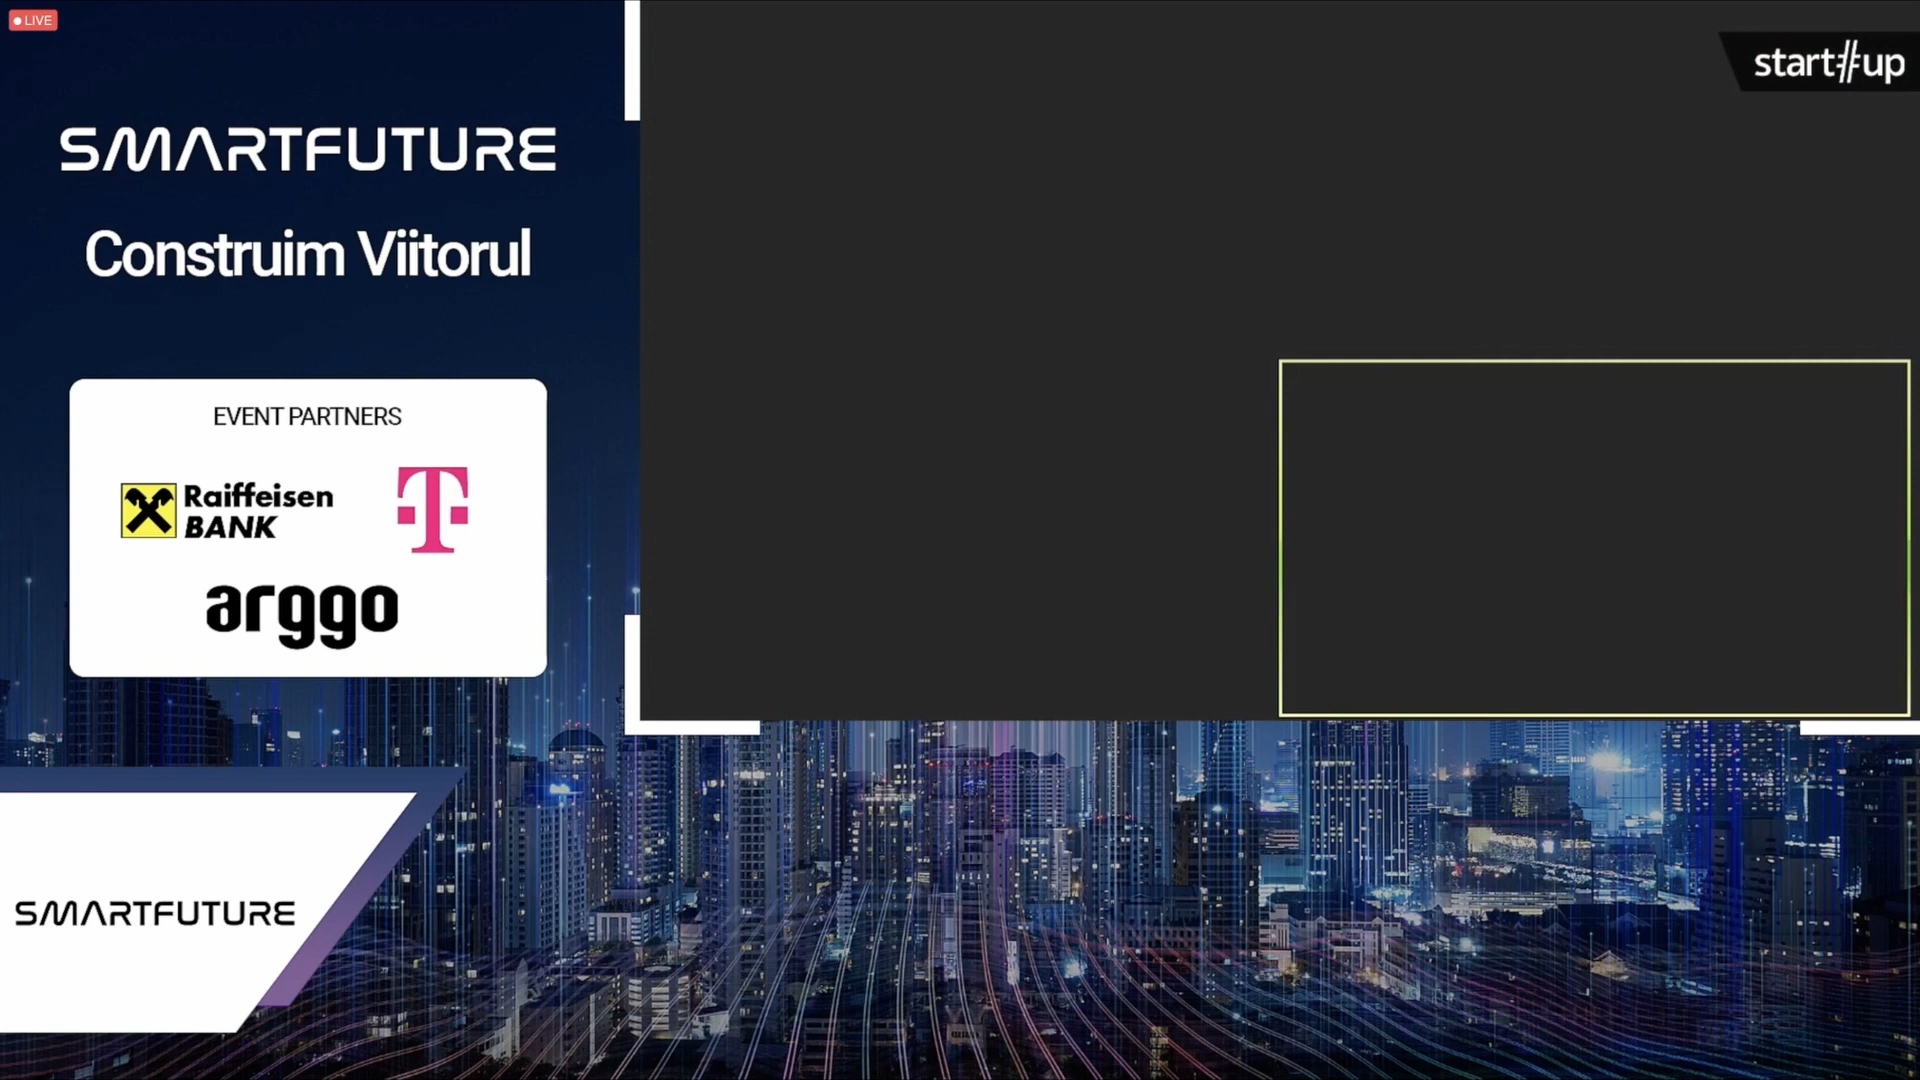 LIVE
start#up
SMARTFUTURE
Construim Viitorul
EVENT PARTNERS
Raiffeisen
BANK
T
arggo
SMARTFUTURE